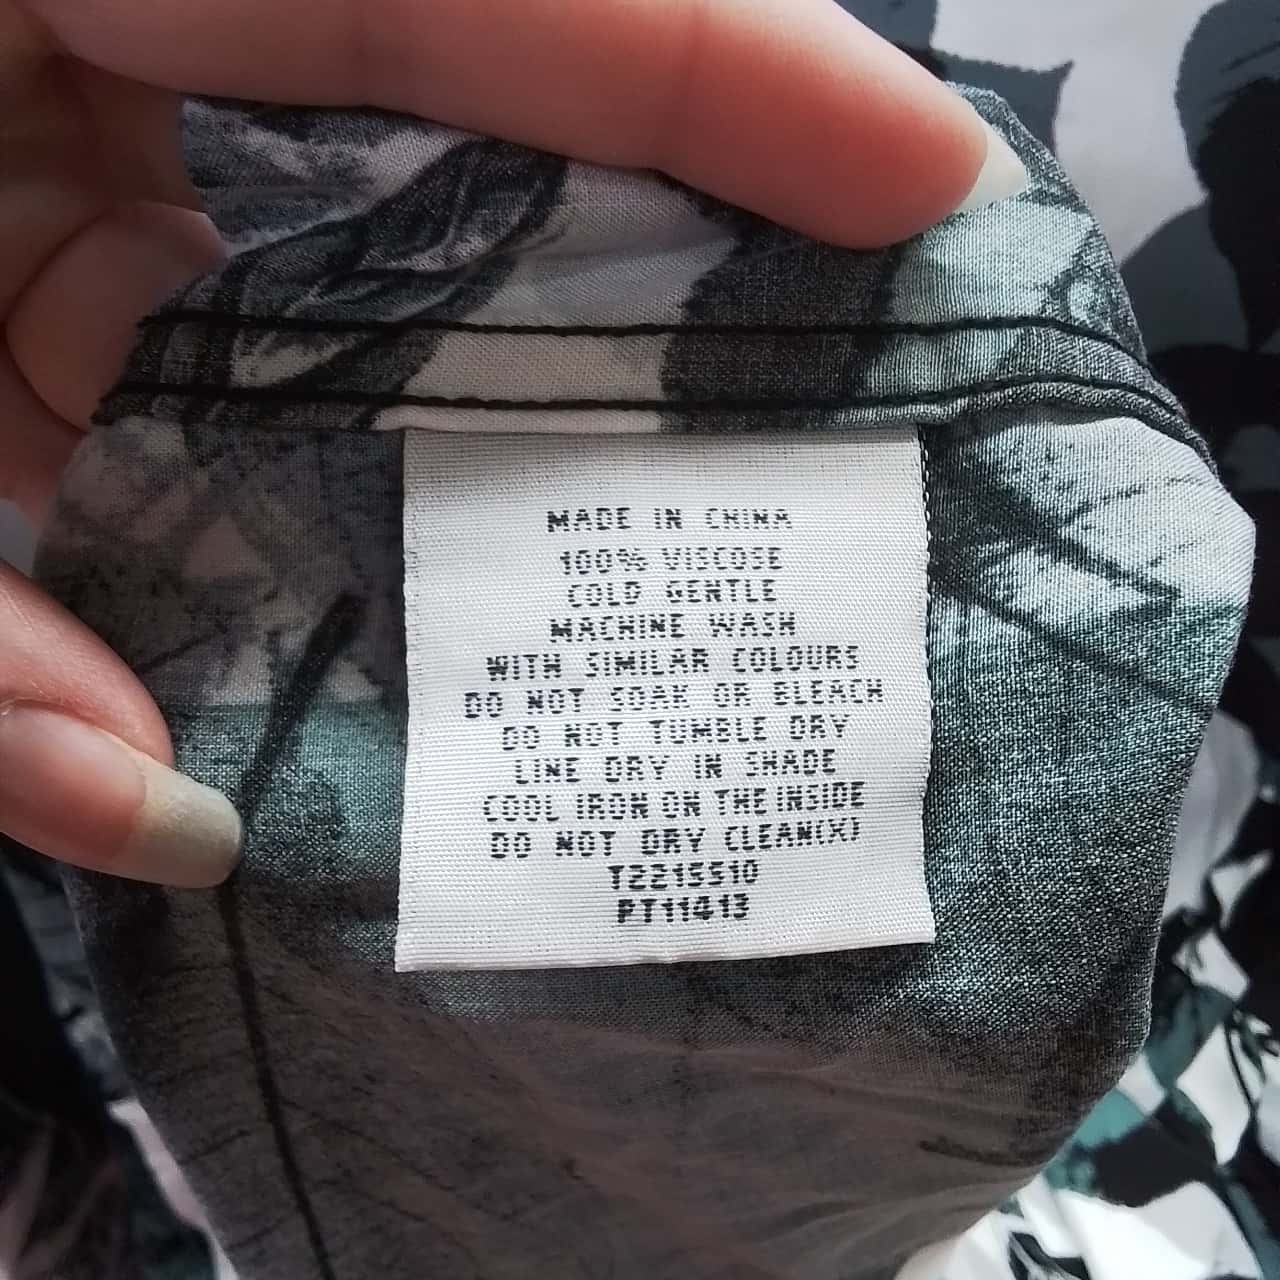 MADE IN CHINA
100% VISCOSE
COLD GENTLE
MACHINE WASH
WITH SIMILAR COLOURS
DO NOT SOAK OR BLEACH
DO NOT TUMBLE DRY
LINE DRY IN SHADE
COOL IRON ON THE INSIDE
DO NOT DRY CLEAN(X)
T2215510
PT11413